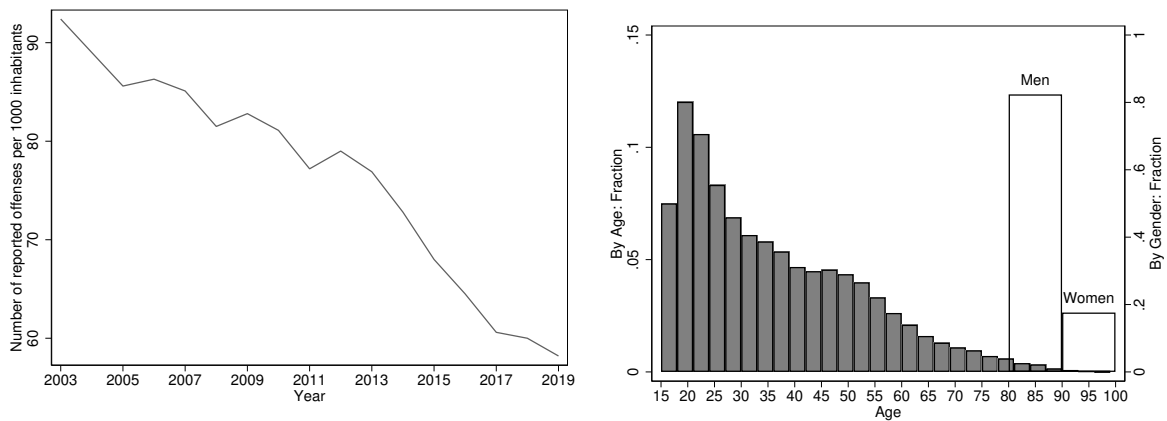 Number of reported offenses per 1000 inhabitants
90
80
70
60
2003 2005 2007 2009 2011 2013 2015 2017 2019
Year
By Age: Fraction
.15
.1
.05
0
Men
Women
1
.8
.6
.4
.2
0
By Gender: Fraction
15 20 25 30 35 40 45 50 55 60 65 70 75 80 85 90 95 100
Age